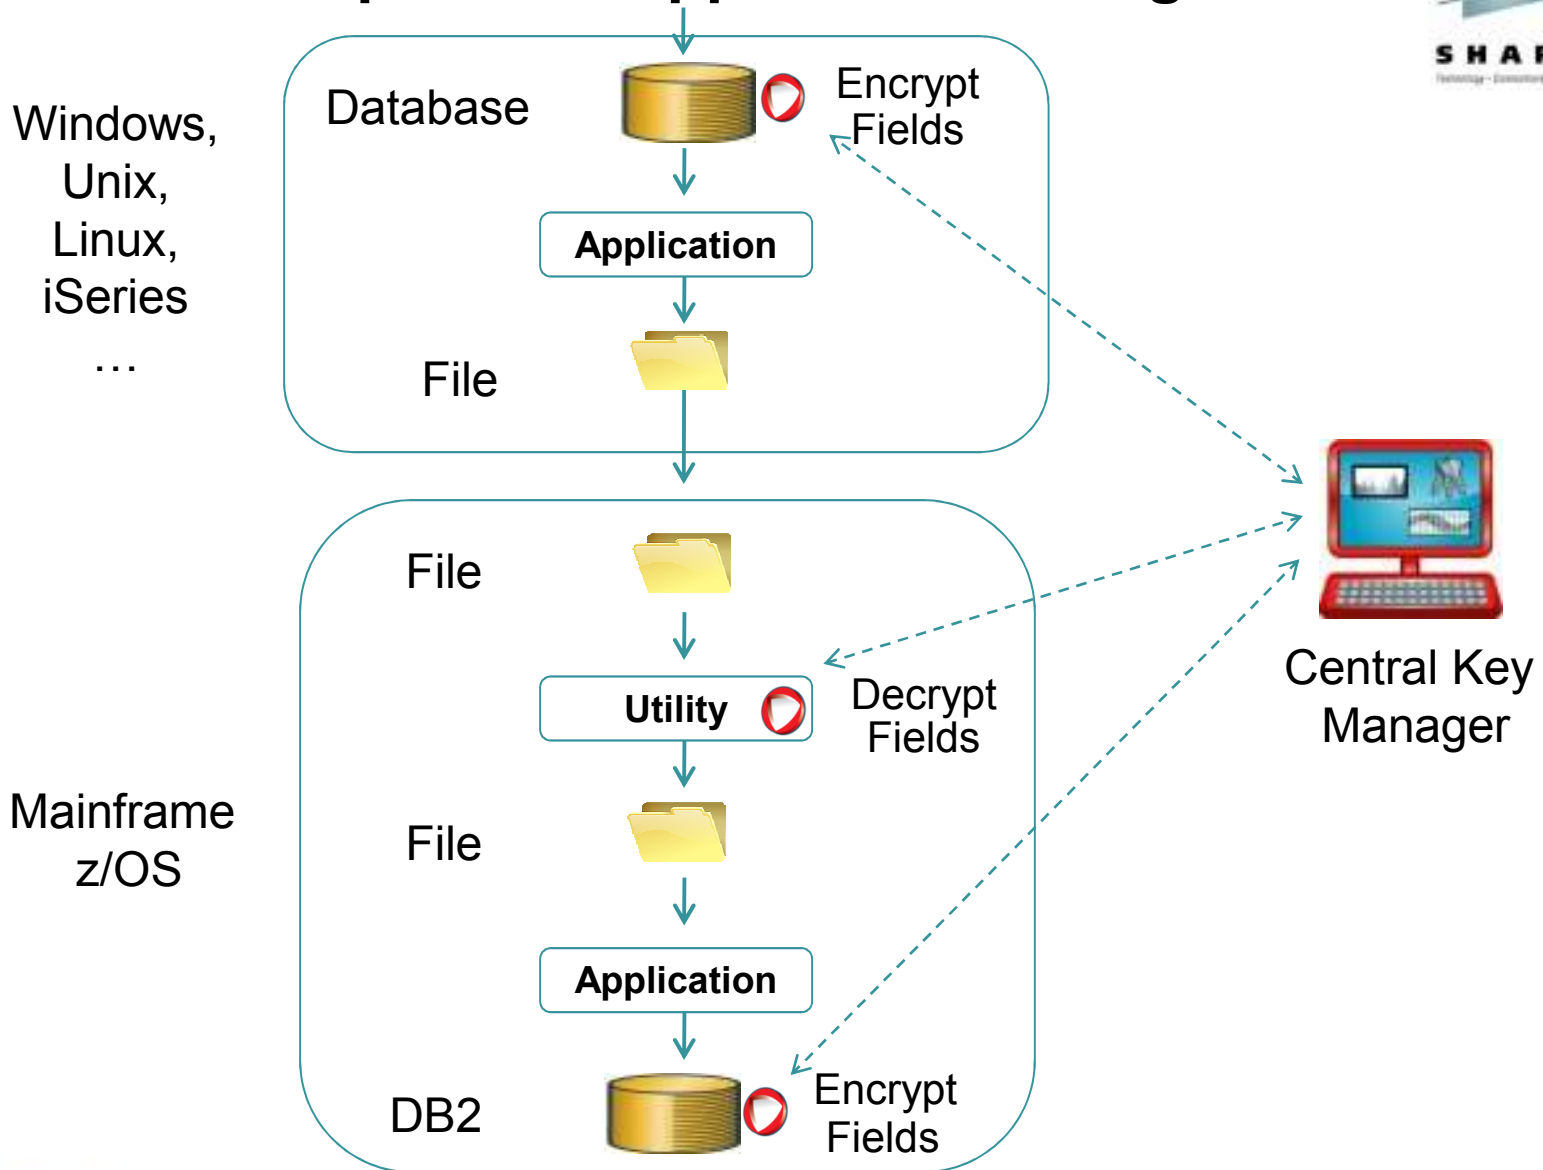 SHAR
Database
Encrypt
Fields
Windows,
Unix,
Linux,
iSeries
...
Application
File
File
Utility
Decrypt
Fields
Central Key
Manager
Mainframe
z/OS
File
Application
DB2
Encrypt
Fields